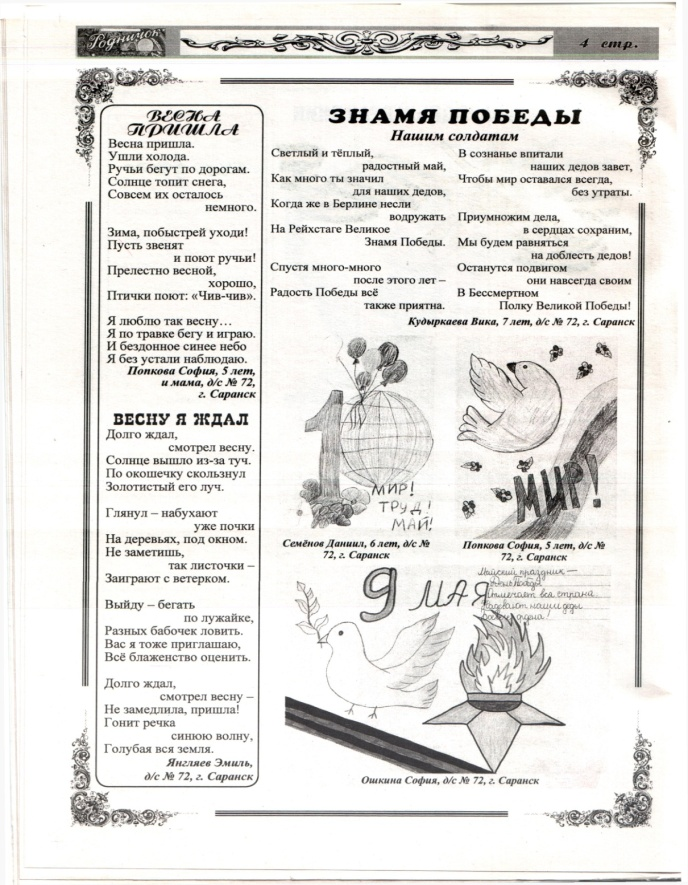 Родничок
4 стр.
ВЕСНА
ПРИШЛА
Весна пришла.
Ушли холода.
Ручьи бегут по дорогам.
Солнце топит снега,
Совсем их осталось
немного.
Зима, побыстрей уходи!
Пусть звенят
и поют ручьи!
Прелестно весной,
хорошо,
Птички поют: «Чив-чив».
Я люблю так весну…
Я по травке бегу и играю.
И бездонное синее небо
Я без устали наблюдаю.
Попкова София, 5 лет,
и мама, д/с № 72,
г. Саранск
ВЕСНУ Я ЖДАЛ
Долго ждал,
смотрел весну.
Солнце вышло из-за туч.
По окошечку скользнул
Золотистый его луч.
Глянул – набухают
уже почки
На деревьях, под окном.
Не заметишь,
так листочки –
Заиграют с ветерком.
Выйду – бегать
по лужайке,
Разных бабочек ловить.
Вас я тоже приглашаю,
Всё блаженство оценить.
Долго ждал,
смотрел весну –
Не замедлила, пришла!
Гонит речка
синюю волну,
Голубая вся земля.
Янгляев Эмиль,
д/с № 72, г. Саранск
ЗНАМЯ ПОБЕДЫ
Нашим солдатам
Светлый и тёплый,
радостный май,
Как много ты значил
для наших дедов,
Когда же в Берлине несли
водружать
На Рейхстаге Великое
Знамя Победы.
Спустя много-много
после этого лет –
Радость Победы всё
также приятна.
В сознанье впитали
наших дедов завет,
Чтобы мир оставался всегда,
без утраты.
Приумножим дела,
в сердцах сохраним,
Мы будем равняться
на доблесть дедов!
Останутся подвигом
они навсегда своим
В Бессмертном
Полку Великой Победы!
Кудыркаева Вика, 7 лет, д/с № 72, г. Саранск
1
МИР!
ТРУД!
МАЙ!
Семёнов Даниил, 6 лет, д/с №
72, г. Саранск
МИР!
Попкова София, 5 лет, д/с №
72, г. Саранск
9 МАЯ
Майский праздник –
День Победы
Отмечает вся страна.
Надевают наши деды
Ошкина София, д/с № 72, г. Саранск